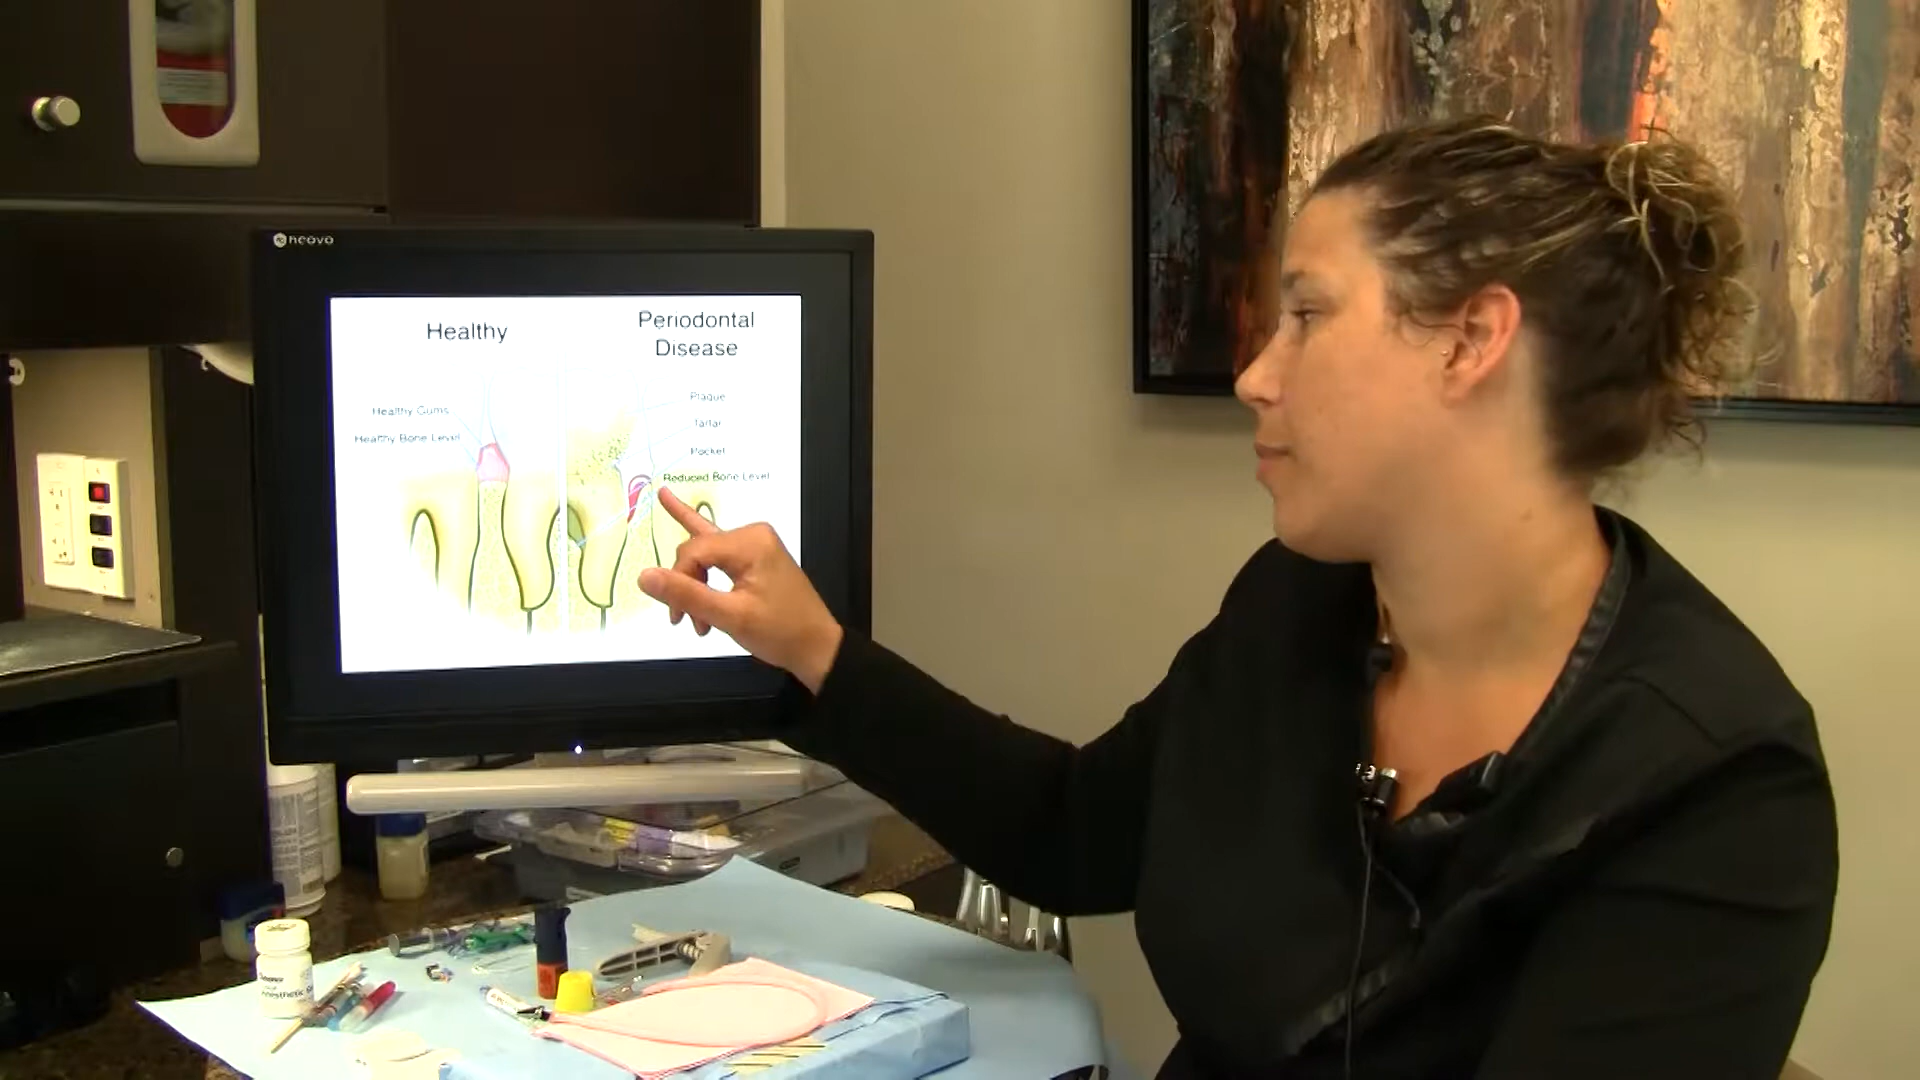 neovo
Healthy
Periodontal
Disease
Healthy Gums
Healthy Bone Level
Plaque
Tartar
Pocket
Reduced Bone Level